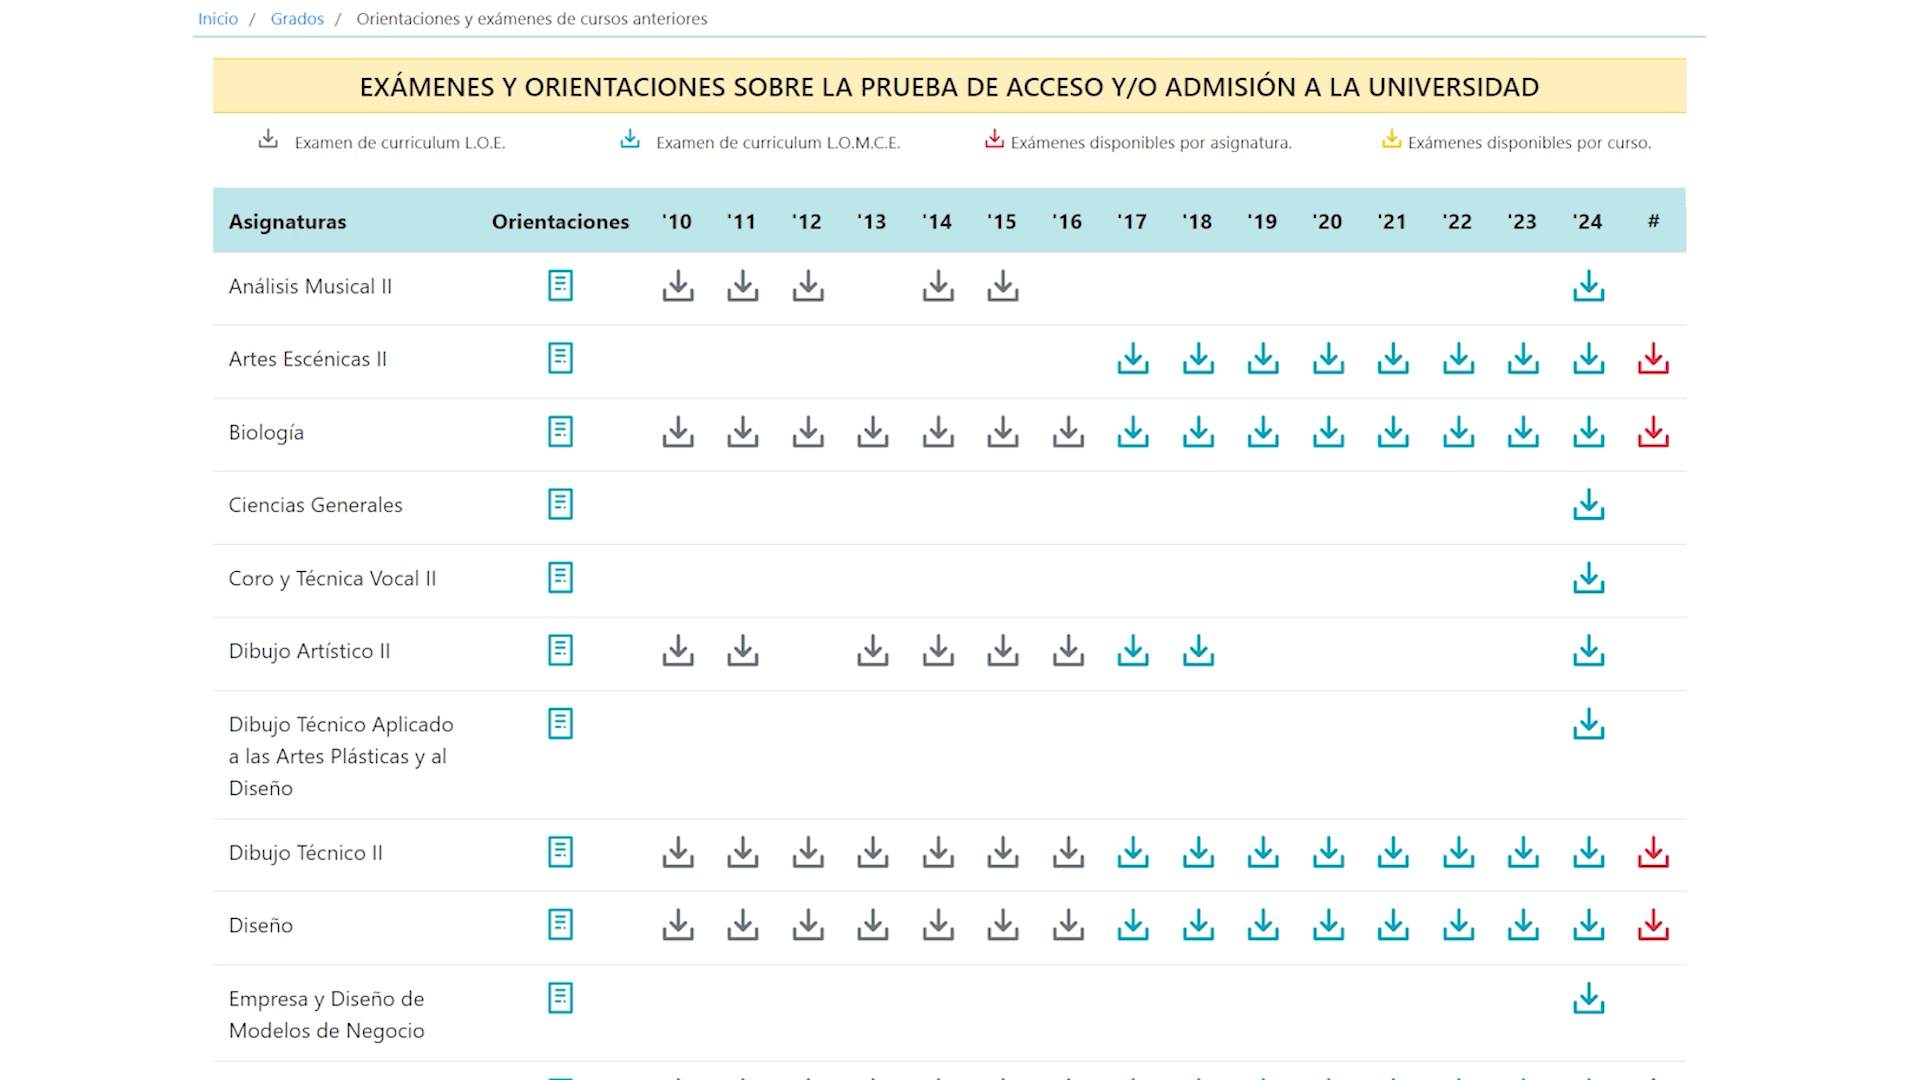 Inicio / Grados / Orientaciones y exámenes de cursos anteriores
EXÁMENES Y ORIENTACIONES SOBRE LA PRUEBA DE ACCESO Y/O ADMISIÓN A LA UNIVERSIDAD
Examen de curriculum L.O.E. Examen de curriculum L.O.M.C.E. Exámenes disponibles por asignatura. Exámenes disponibles por curso.
Asignaturas Orientaciones '10 '11 '12 '13 '14 '15 '16 '17 '18 '19 '20 '21 '22 '23 '24 #
Análisis Musical II
Artes Escénicas II
Biología
Ciencias Generales
Coro y Técnica Vocal II
Dibujo Artístico II
Dibujo Técnico Aplicado
a las Artes Plásticas y al
Diseño
Dibujo Técnico II
Diseño
Empresa y Diseño de
Modelos de Negocio